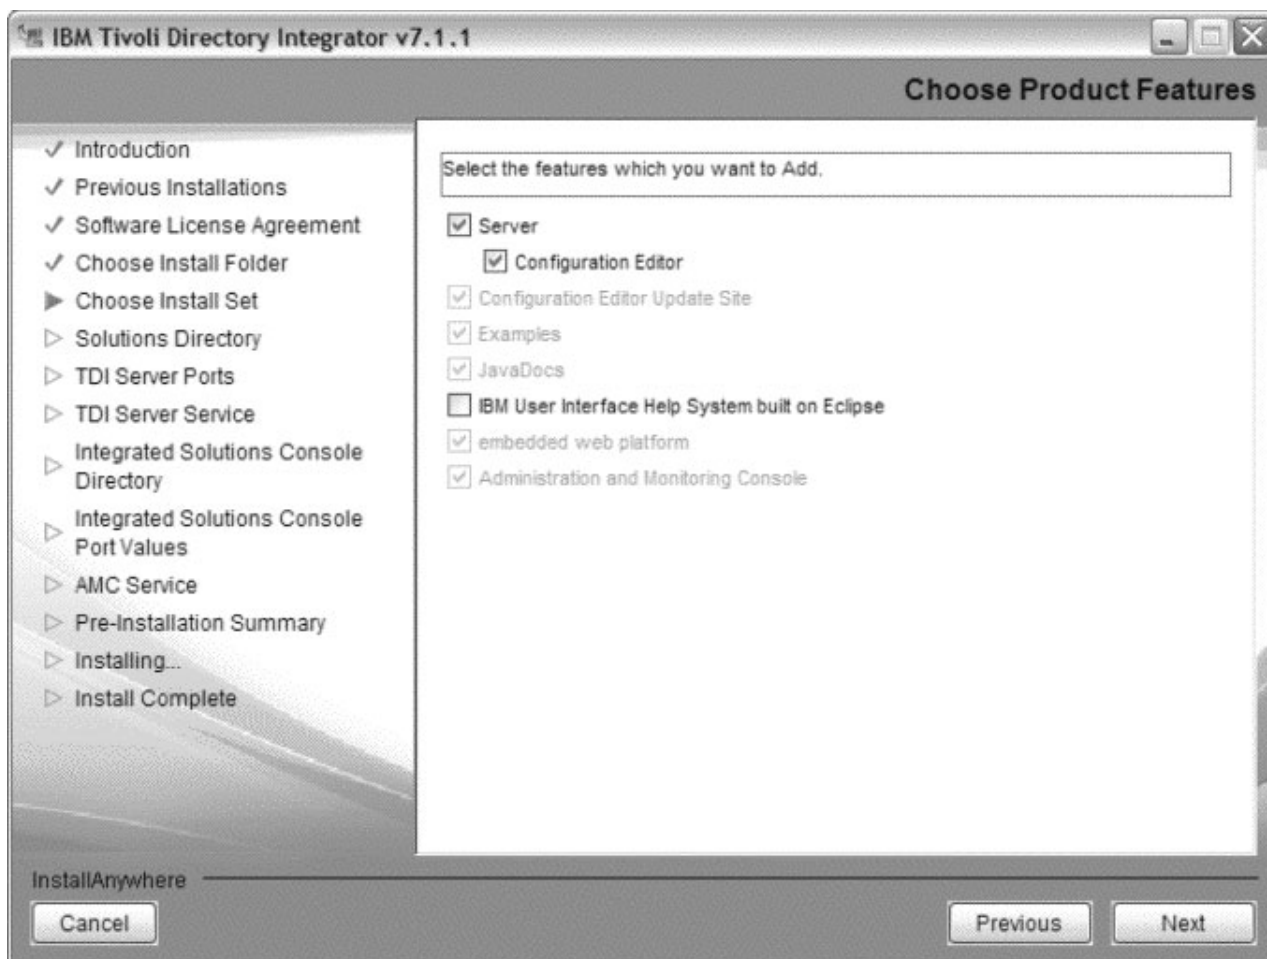 IBM Tivoli Directory Integrator v7.1.1
Choose Product Features
Introduction
Previous Installations
Software License Agreement
Choose Install Folder
Choose Install Set
Solutions Directory
TDI Server Ports
TDI Server Service
Integrated Solutions Console
Directory
Integrated Solutions Console
Port Values
AMC Service
Pre-Installation Summary
Installing...
Install Complete
Select the features which you want to Add.
Server
Configuration Editor
Configuration Editor Update Site
Examples
JavaDocs
IBM User Interface Help System built on Eclipse
embedded web platform
Administration and Monitoring Console
InstallAnywhere
Cancel
Previous
Next